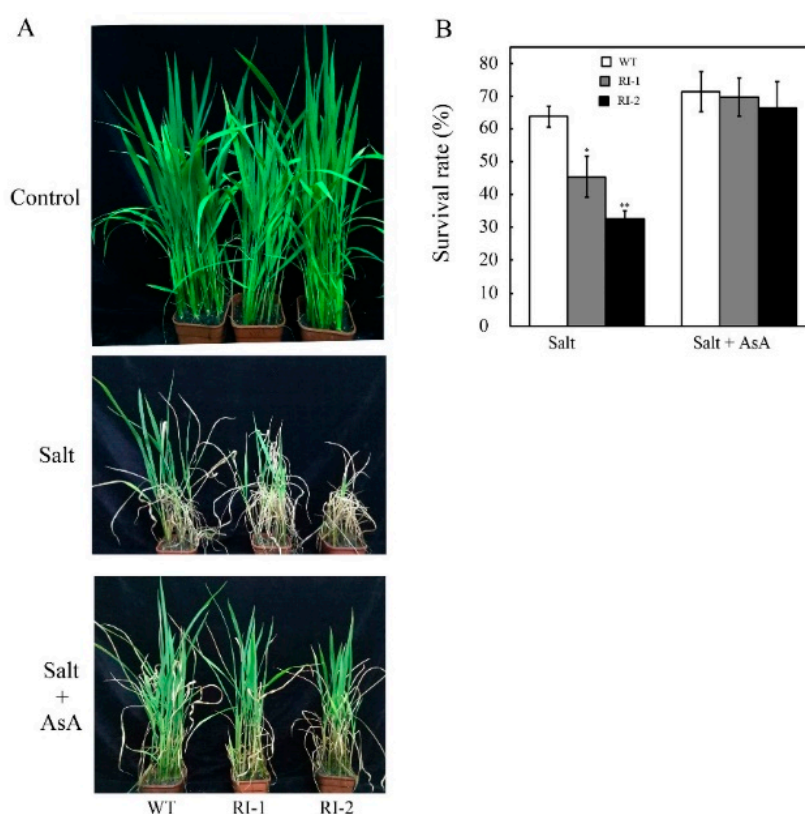 A
Control
Salt
Salt
+
AsA
WT RI-1 RI-2
B
Survival rate (%)
80
70
60
50
40
30
20
10
0
WT
RI-1
RI-2
*
**
Salt Salt + AsA